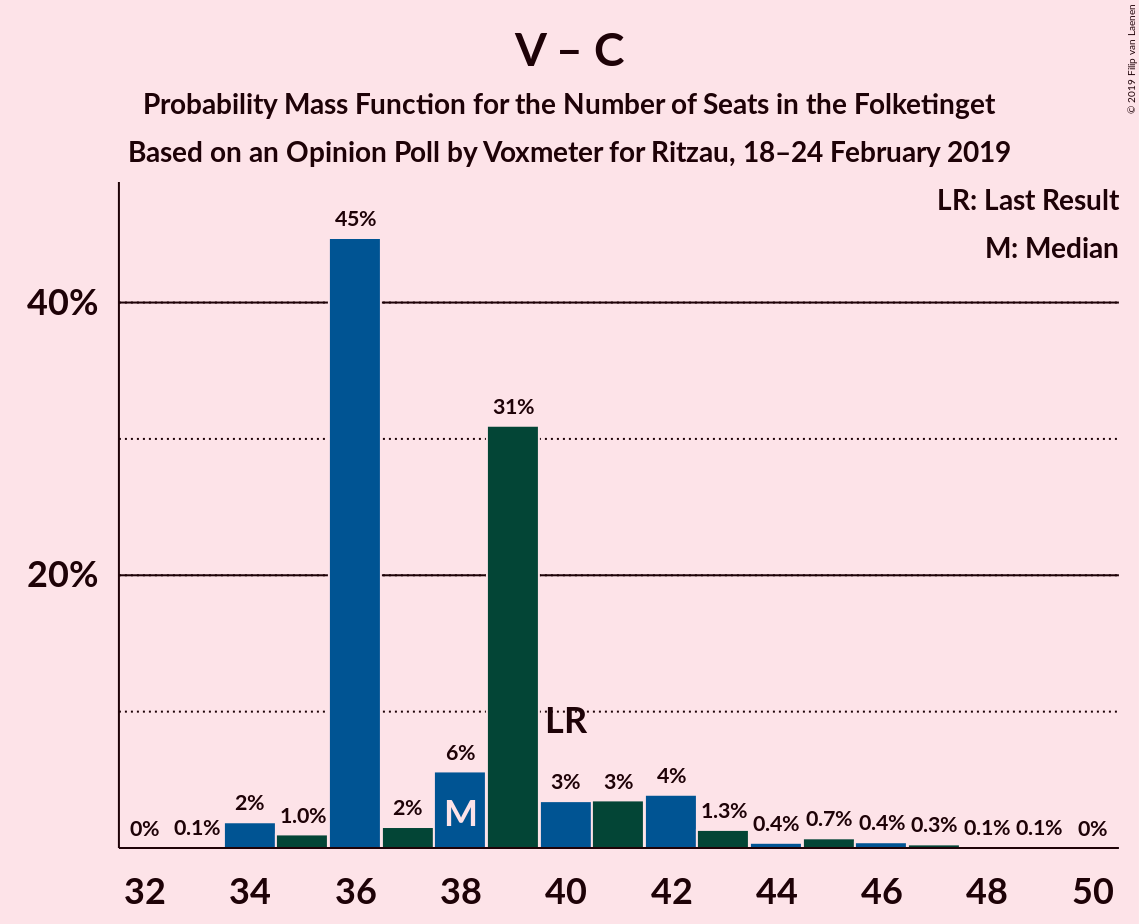 V – C
Probability Mass Function for the Number of Seats in the Folketinget
Based on an Opinion Poll by Voxmeter for Ritzau, 18–24 February 2019
© 2019 Filip van Laenen
LR: Last Result
M: Median
40%
20%
0%
0.1%
2%
1.0%
45%
2%
6%
M
31%
LR
3%
3%
4%
1.3%
0.4%
0.7%
0.4%
0.3%
0.1%
0.1%
0%
32 34 36 38 40 42 44 46 48 50